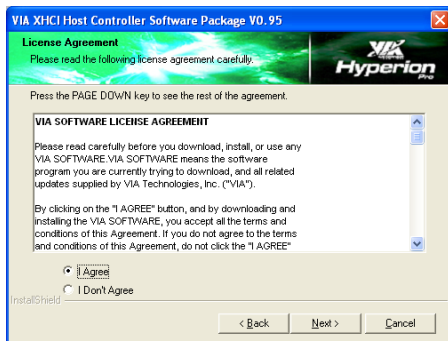 VIA XHCI Host Controller Software Package V0.95
License Agreement
Please read the following license agreement carefully.
VIA
Hyperion
Pro
Press the PAGE DOWN key to see the rest of the agreement.
VIA SOFTWARE LICENSE AGREEMENT
Please read carefully before you download, install, or use any
VIA SOFTWARE.VIA SOFTWARE means the software
program you are currently trying to download, and all related
updates supplied by VIA Technologies, Inc. ("VIA").
By clicking on the "I AGREE" button, and by downloading and
installing the VIA SOFTWARE, you accept all the terms and
conditions of this Agreement. If you do not agree to the terms
and conditions of this Agreement, do not click the "I AGREE"
I Agree
I Don't Agree
InstallShield
< Back
Next >
Cancel